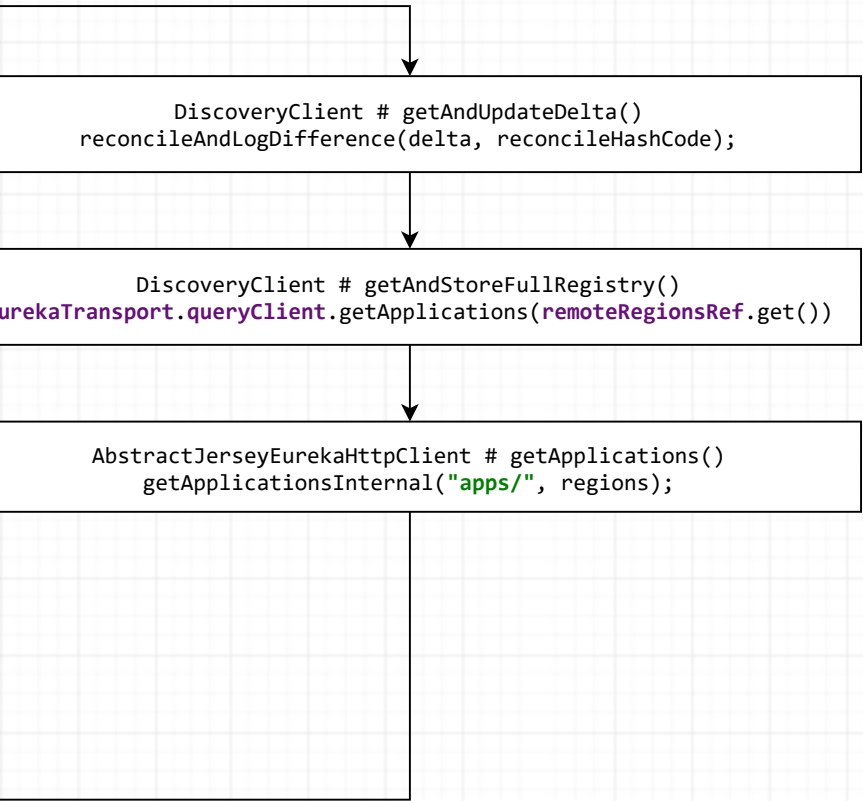 DiscoveryClient # getAndUpdateDelta()
reconcileAndLogDifference(delta, reconcileHashCode);
DiscoveryClient # getAndStoreFullRegistry()
urekaTransport.queryClient.getApplications(remoteRegionsRef.get())
AbstractJerseyEurekaHttpClient # getApplications()
getApplicationsInternal("apps/", regions);